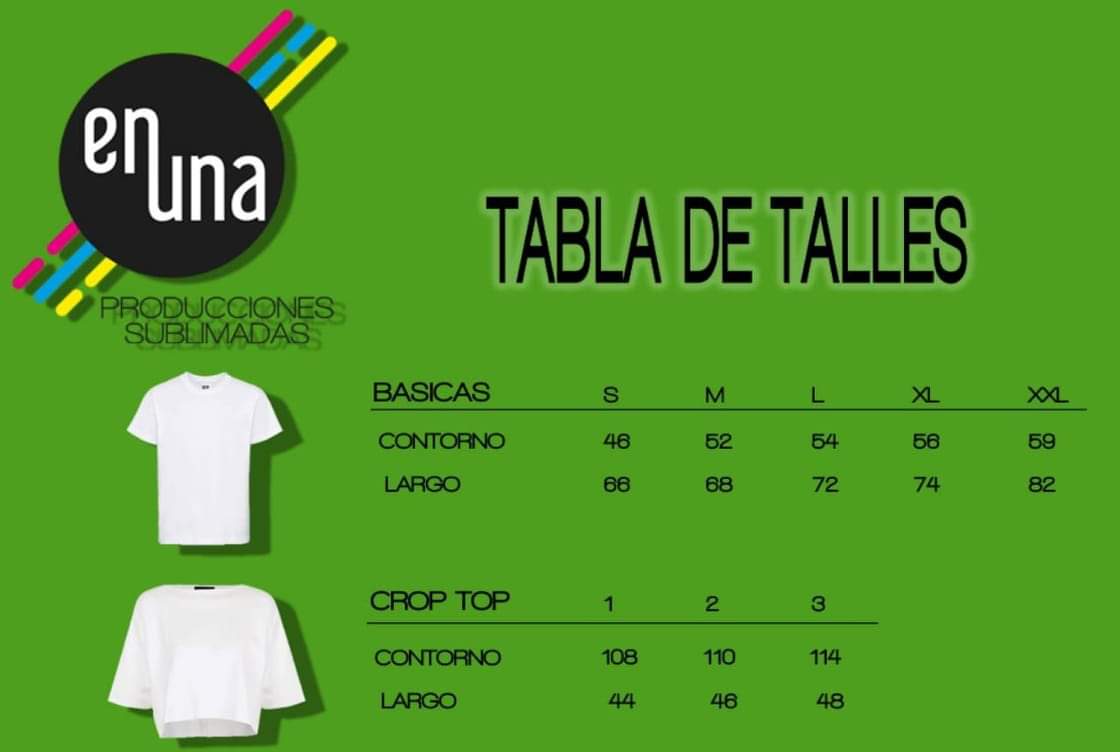 en
una
PRODUCCIONES
SUBLIMADAS
TABLA DE TALLES
BASICAS S M L XL XXL
CONTORNO 46 52 54 56 59
LARGO 66 68 72 74 82
CROP TOP 1 2 3
CONTORNO 108 110 114
LARGO 44 46 48